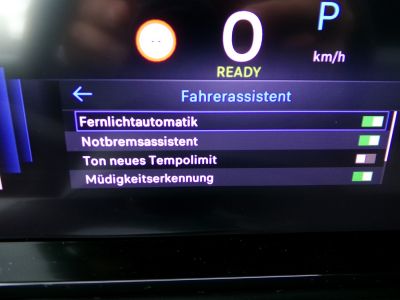 0
P
km/h
READY
Fahrerassistent
Fernlichtautomatik
Notbremsassistent
Ton neues Tempolimit
Müdigkeitserkennung